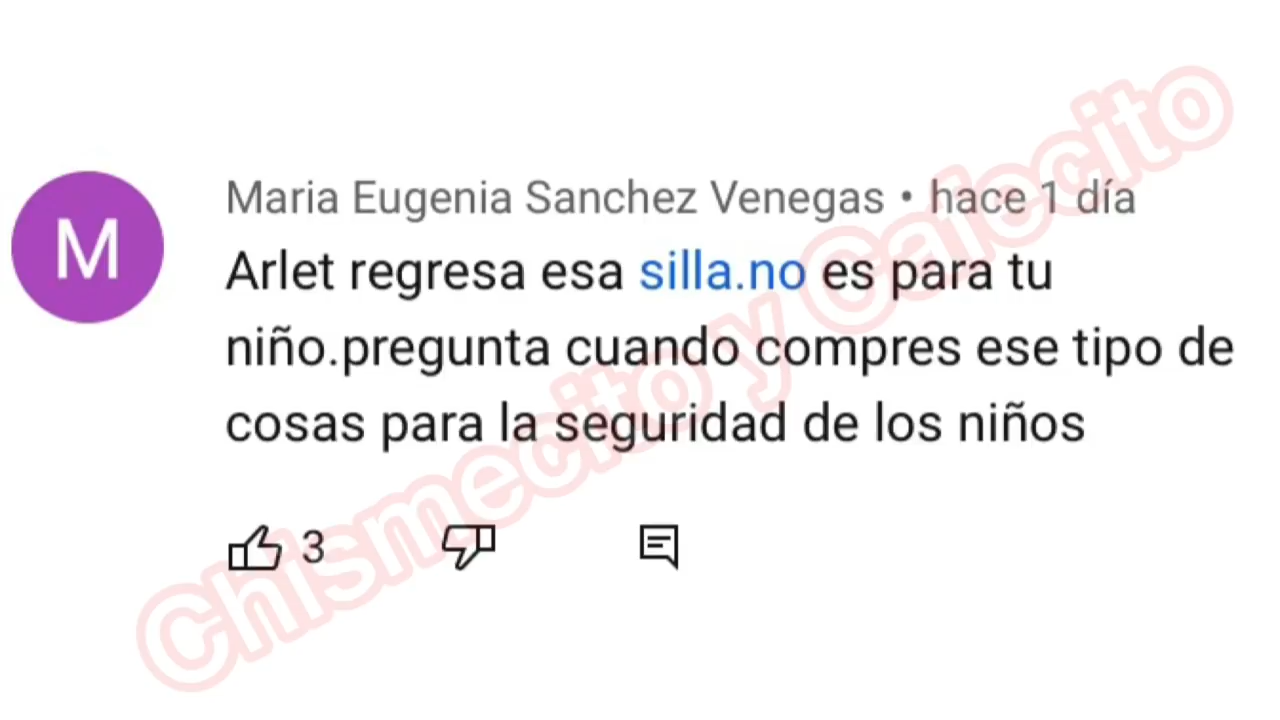 M
Maria Eugenia Sanchez Venegas • hace 1 día
Arlet regresa esa silla.no es para tu
niño.pregunta cuando compres ese tipo de
cosas para la seguridad de los niños
3
Chismecito y Cafecito